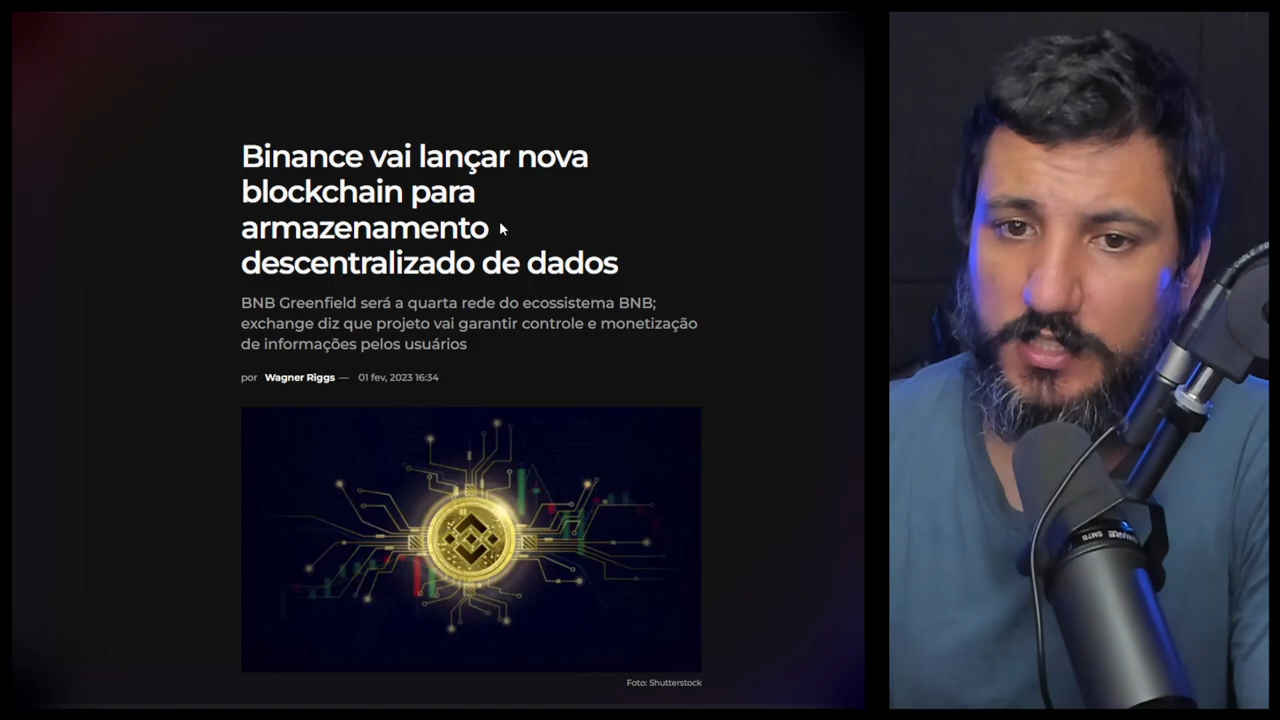 Binance vai lançar nova
blockchain para
armazenamento
descentralizado de dados
BNB Greenfield será a quarta rede do ecossistema BNB;
exchange diz que projeto vai garantir controle e monetização
de informações pelos usuários
por Wagner Riggs — 01 fev, 2023 16:34
Foto: Shutterstock
SHURE SM7B